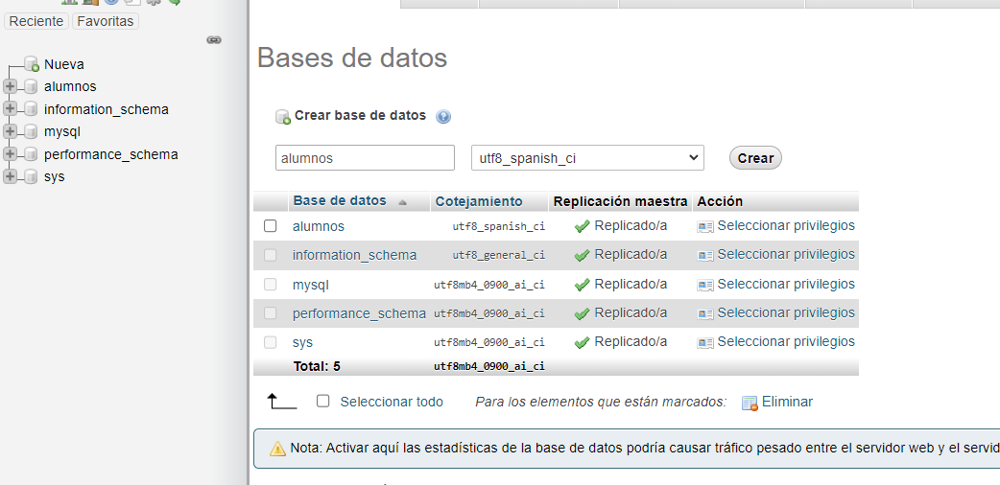 Reciente Favoritas
Nueva
alumnos
information_schema
mysql
performance_schema
sys
Bases de datos
Crear base de datos
alumnos utf8_spanish_ci Crear
Base de datos Cotejamiento Replicación maestra Acción
alumnos utf8_spanish_ci Replicado/a Seleccionar privilegios
information_schema utf8_general_ci Replicado/a Seleccionar privilegios
mysql utf8mb4_0900_ai_ci Replicado/a Seleccionar privilegios
performance_schema utf8mb4_0900_ai_ci Replicado/a Seleccionar privilegios
sys utf8mb4_0900_ai_ci Replicado/a Seleccionar privilegios
Total: 5 utf8mb4_0900_ai_ci
Seleccionar todo Para los elementos que están marcados: Eliminar
Nota: Activar aquí las estadísticas de la base de datos podría causar tráfico pesado entre el servidor web y el servid